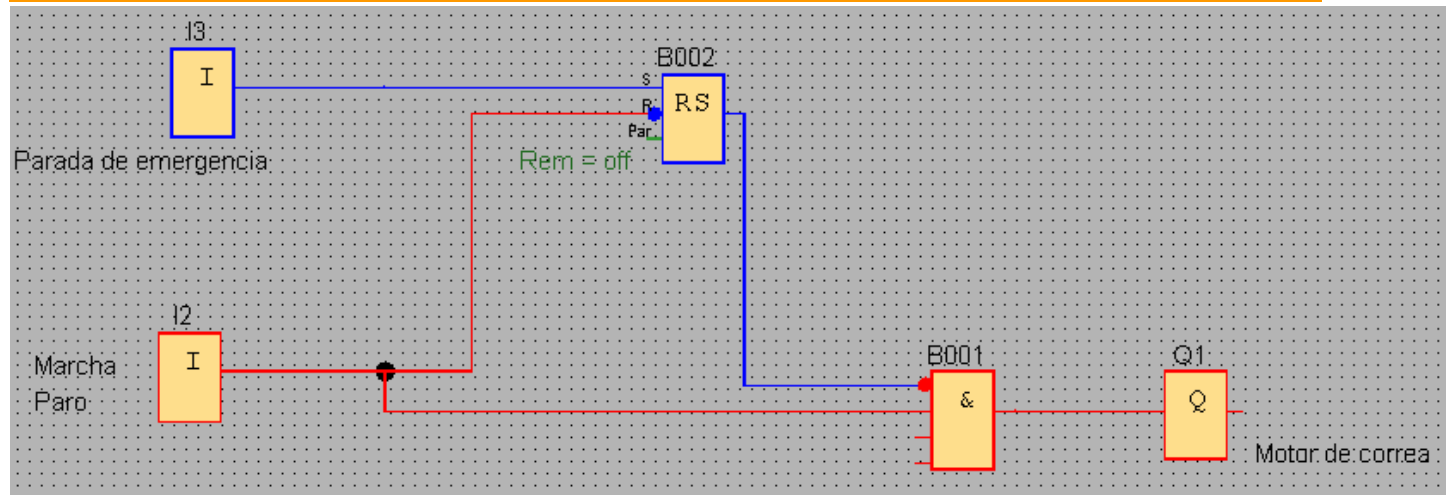 I3
I
Parada de emergencia
B002
S
R
Par
RS
Rem = off
I2
I
Marcha
Paro
B001
&
Q1
Q
Motor de correa